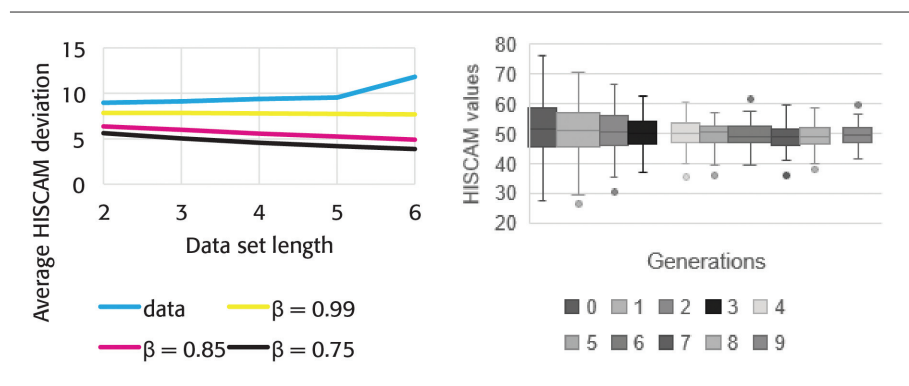 Average HISCAM deviation
15
10
5
0
2 3 4 5 6
Data set length
data β = 0.99
β = 0.85 β = 0.75
HISCAM values
80
70
60
50
40
30
20
Generations
0 1 2 3 4
5 6 7 8 9